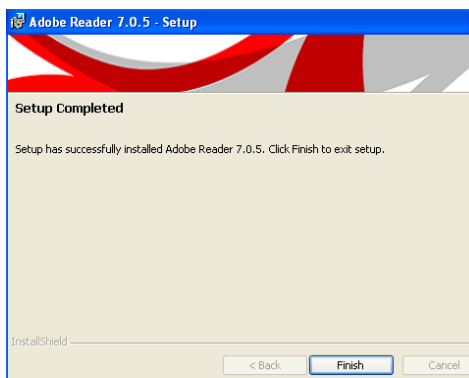 Adobe Reader 7.0.5 - Setup
Setup Completed
Setup has successfully installed Adobe Reader 7.0.5. Click Finish to exit setup.
InstallShield
< Back Finish Cancel